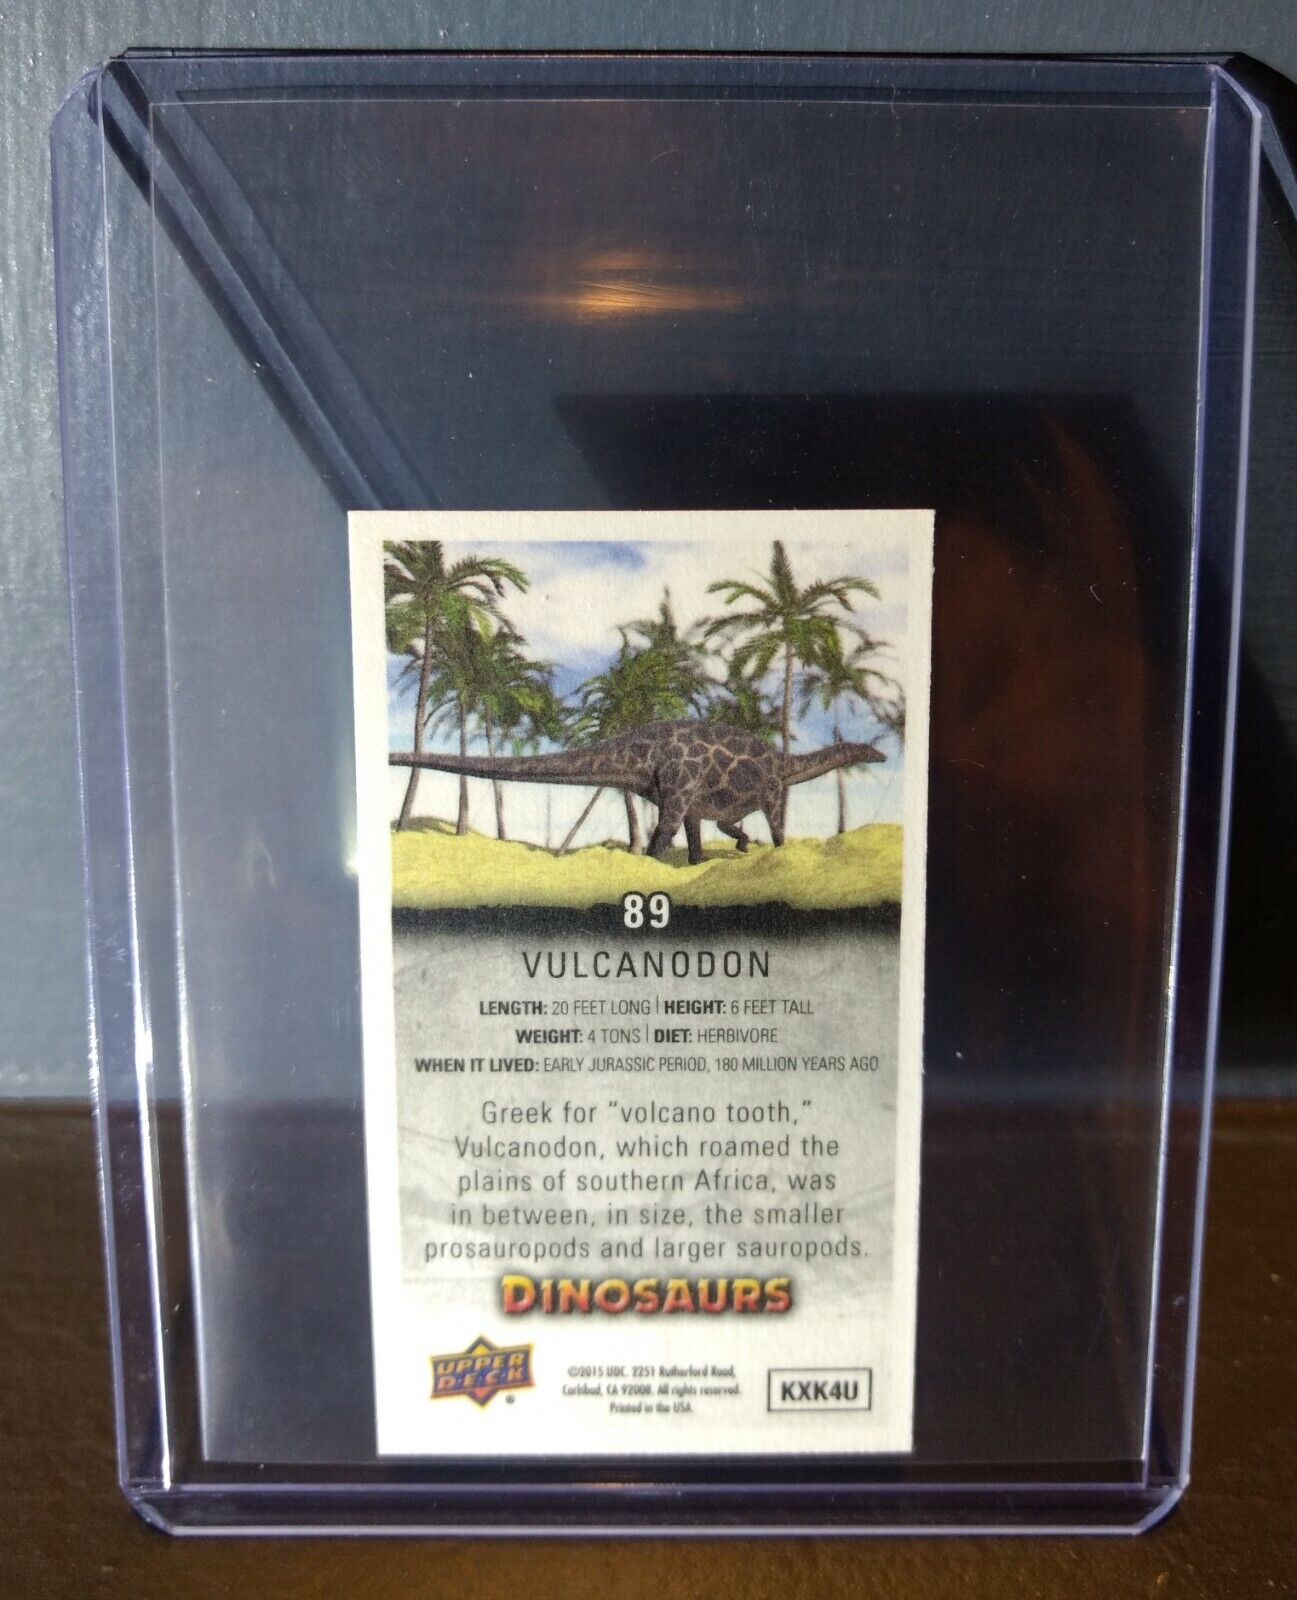 89
VULCANODON
LENGTH: 20 FEET LONG | HEIGHT: 6 FEET TALL
WEIGHT: 4 TONS | DIET: HERBIVORE
WHEN IT LIVED: EARLY JURASSIC PERIOD, 180 MILLION YEARS AGO
Greek for "volcano tooth,"
Vulcanodon, which roamed the
plains of southern Africa, was
in between, in size, the smaller
prosauropods and larger sauropods.
DINOSAURS
UPPER
D·E·C·K
®
©2015 UDC. 2251 Rutherford Road,
Carlsbad, CA 92008. All rights reserved.
Printed in the USA.
KXK4U